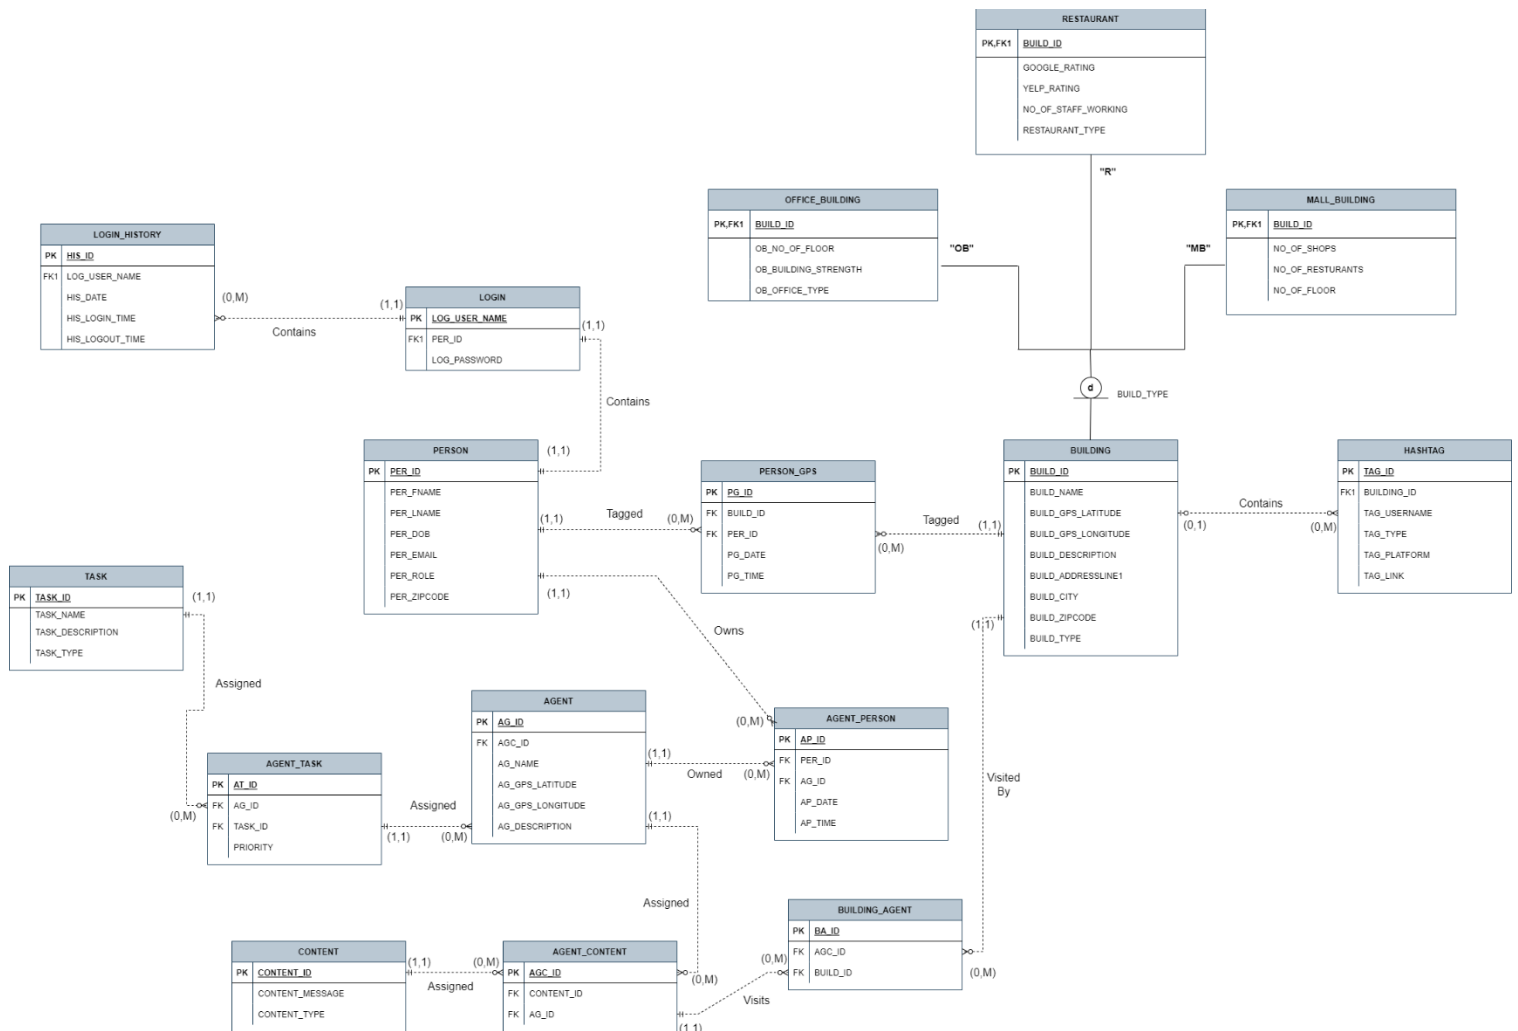 RESTAURANT
PK,FK1 BUILD_ID
GOOGLE_RATING
YELP_RATING
NO_OF_STAFF_WORKING
RESTAURANT_TYPE
"R"
OFFICE_BUILDING
PK,FK1 BUILD_ID
OB_NO_OF_FLOOR
OB_BUILDING_STRENGTH
OB_OFFICE_TYPE
"OB"
"MB"
MALL_BUILDING
PK,FK1 BUILD_ID
NO_OF_SHOPS
NO_OF_RESTURANTS
NO_OF_FLOOR
LOGIN_HISTORY
PK HIS_ID
FK1 LOG_USER_NAME
HIS_DATE
HIS_LOGIN_TIME
HIS_LOGOUT_TIME
(0,M)
Contains
(1,1)
LOGIN
PK LOG_USER_NAME
FK1 PER_ID
LOG_PASSWORD
(1,1)
Contains
(1,1)
d
BUILD_TYPE
PERSON
PK PER_ID
PER_FNAME
PER_LNAME
PER_DOB
PER_EMAIL
PER_ROLE
PER_ZIPCODE
(1,1)
Tagged
(0,M)
(1,1)
PERSON_GPS
PK PG_ID
FK BUILD_ID
FK PER_ID
PG_DATE
PG_TIME
Tagged
(0,M)
(1,1)
BUILDING
PK BUILD_ID
BUILD_NAME
BUILD_GPS_LATITUDE
BUILD_GPS_LONGITUDE
BUILD_DESCRIPTION
BUILD_ADDRESSLINE1
BUILD_CITY
BUILD_ZIPCODE
BUILD_TYPE
(1,1)
Contains
(0,1)
(0,M)
HASHTAG
PK TAG_ID
FK1 BUILDING_ID
TAG_USERNAME
TAG_TYPE
TAG_PLATFORM
TAG_LINK
TASK
PK TASK_ID
TASK_NAME
TASK_DESCRIPTION
TASK_TYPE
(1,1)
Assigned
(0,M)
Owns
(0,M)
AGENT_TASK
PK AT_ID
FK AG_ID
FK TASK_ID
PRIORITY
Assigned
(1,1)
(0,M)
AGENT
PK AG_ID
FK AGC_ID
AG_NAME
AG_GPS_LATITUDE
AG_GPS_LONGITUDE
AG_DESCRIPTION
(1,1)
Owned
(0,M)
(1,1)
AGENT_PERSON
PK AP_ID
FK PER_ID
FK AG_ID
AP_DATE
AP_TIME
Visited
By
Assigned
(0,M)
CONTENT
PK CONTENT_ID
CONTENT_MESSAGE
CONTENT_TYPE
(1,1)
Assigned
(0,M)
AGENT_CONTENT
PK AGC_ID
FK CONTENT_ID
FK AG_ID
(1,1)
Visits
(0,M)
BUILDING_AGENT
PK BA_ID
FK AGC_ID
FK BUILD_ID
(0,M)